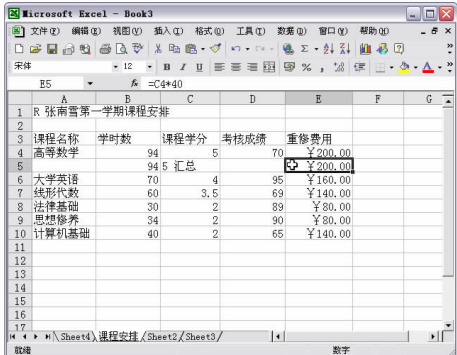 Microsoft Excel - Book3
文件(F) 编辑(E) 视图(V) 插入(I) 格式(O) 工具(T) 数据(D) 窗口(W) 帮助(H)
宋体 12 B I U
E5 fx =C4*40
A B C D E F G
1 R 张南雪第一学期课程安排
2
3 课程名称 学时数 课程学分 考核成绩 重修费用
4 高等数学 94 5 70 ￥200.00
5 94 5 汇总 ￥200.00
6 大学英语 70 4 95 ￥160.00
7 线形代数 60 3.5 69 ￥140.00
8 法律基础 30 2 89 ￥80.00
9 思想修养 34 2 90 ￥80.00
10 计算机基础 40 2 65 ￥140.00
11
12
13
14
15
16
17
Sheet4 课程安排 Sheet2 Sheet3
就绪 数字